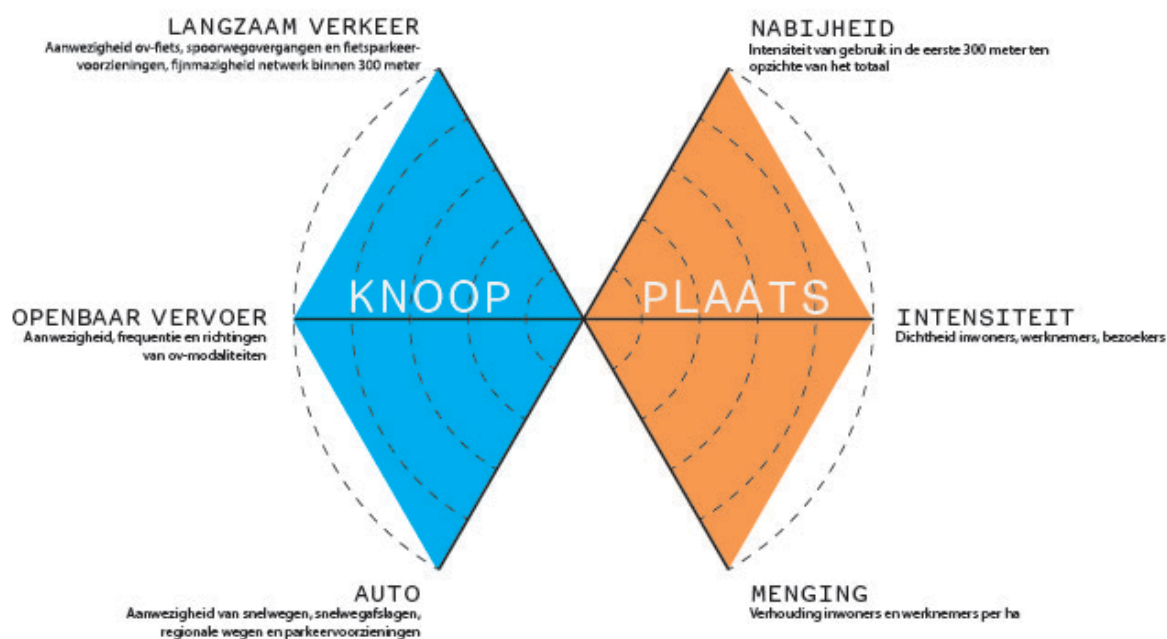 LANGZAAM VERKEER
Aanwezigheid ov-fiets, spoorwegovergangen en fietsparkeer-
voorzieningen, fijnmazigheid netwerk binnen 300 meter
NABIJHEID
Intensiteit van gebruik in de eerste 300 meter ten
opzichte van het totaal
KNOOP
PLAATS
OPENBAAR VERVOER
Aanwezigheid, frequentie en richtingen
van ov-modaliteiten
INTENSITEIT
Dichtheid inwoners, werknemers, bezoekers
AUTO
Aanwezigheid van snelwegen, snelwegafslagen,
regionale wegen en parkeervoorzieningen
MENGING
Verhouding inwoners en werknemers per ha